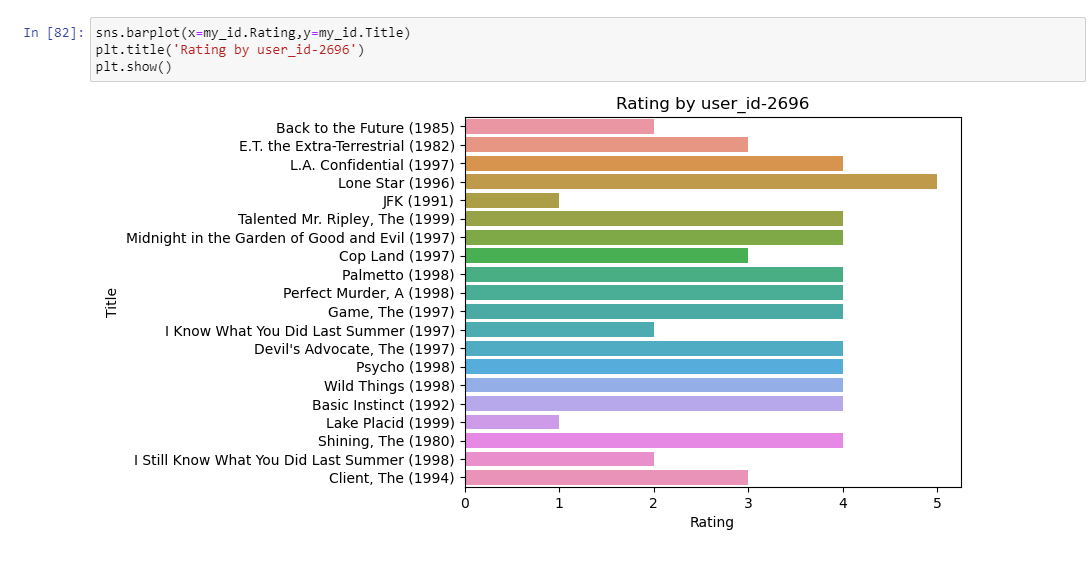 In [82]: sns.barplot(x=my_id.Rating,y=my_id.Title)
plt.title('Rating by user_id-2696')
plt.show()
Rating by user_id-2696
Back to the Future (1985)
E.T. the Extra-Terrestrial (1982)
L.A. Confidential (1997)
Lone Star (1996)
JFK (1991)
Talented Mr. Ripley, The (1999)
Midnight in the Garden of Good and Evil (1997)
Cop Land (1997)
Palmetto (1998)
Perfect Murder, A (1998)
Game, The (1997)
I Know What You Did Last Summer (1997)
Devil's Advocate, The (1997)
Psycho (1998)
Wild Things (1998)
Basic Instinct (1992)
Lake Placid (1999)
Shining, The (1980)
I Still Know What You Did Last Summer (1998)
Client, The (1994)
Title
0 1 2 3 4 5
Rating